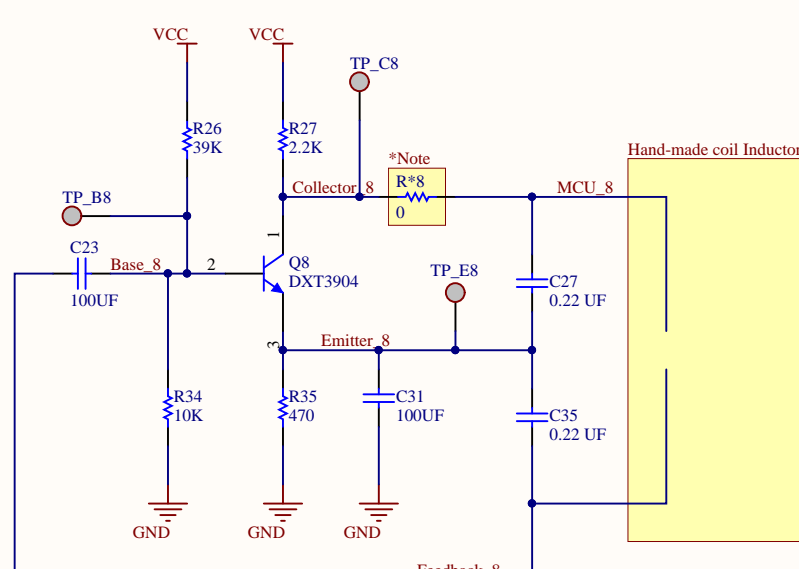 VCC
VCC
TP_C8
R26
39K
R27
2.2K
*Note
Hand-made coil Inductor
R*8
0
Collector_8
MCU_8
TP_B8
1
C23
100UF
Base_8
2
Q8
DXT3904
TP_E8
C27
0.22 UF
3
Emitter_8
R34
10K
R35
470
C31
100UF
C35
0.22 UF
GND
GND
GND
Feedback_8